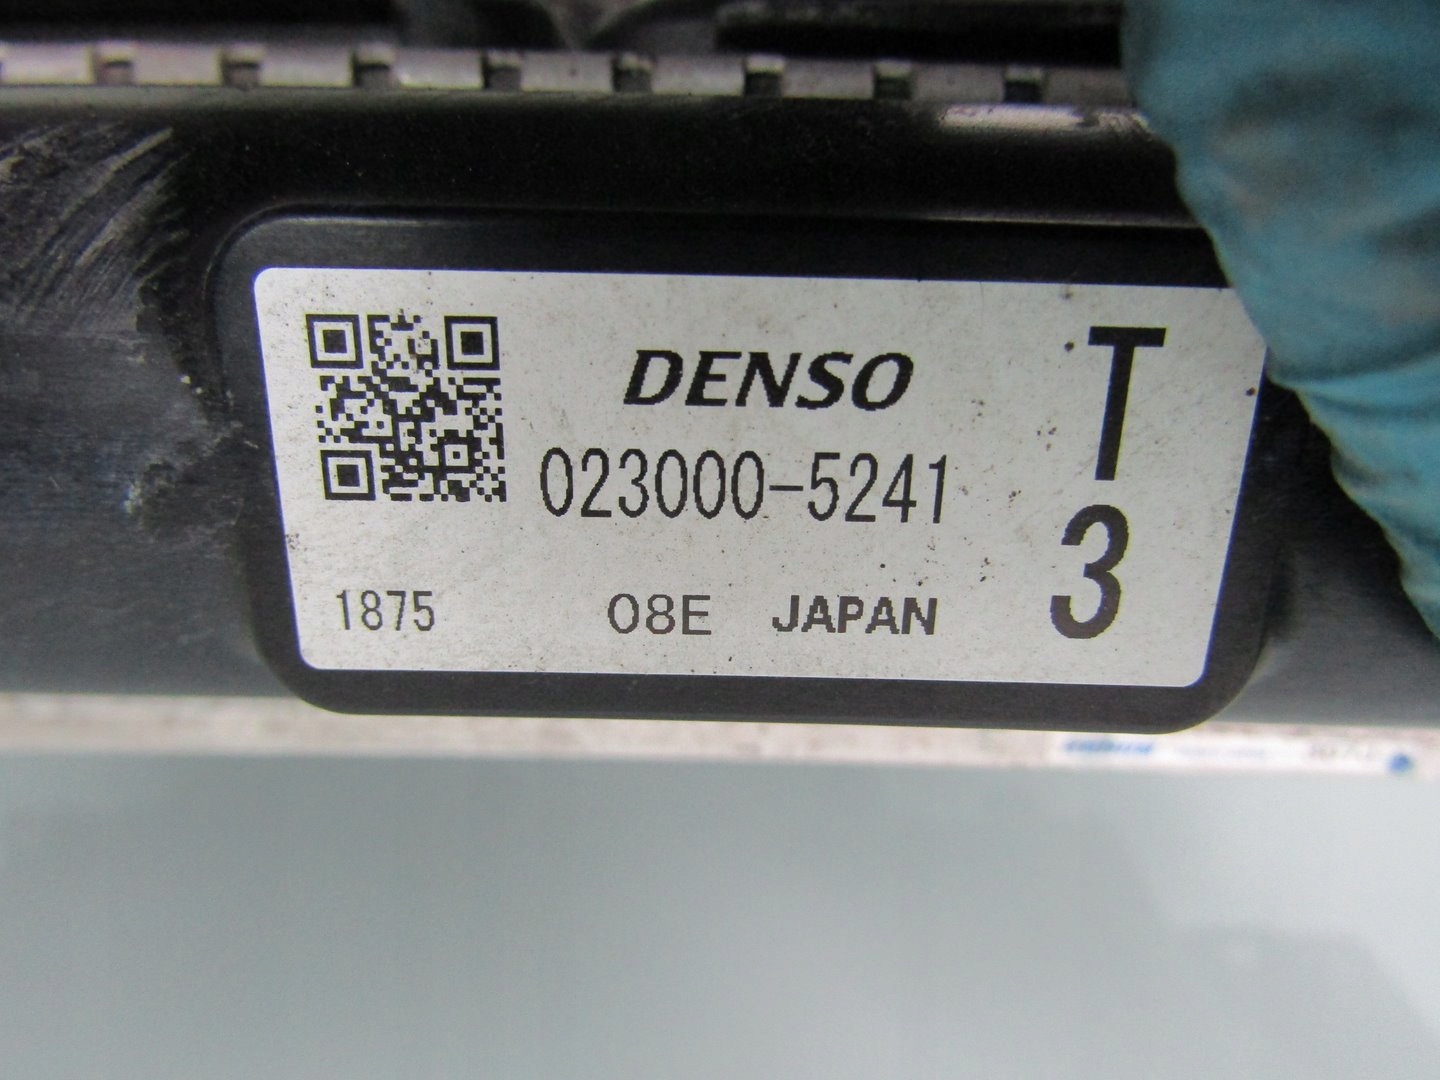 DENSO
T
023000-5241
3
1875 08E JAPAN